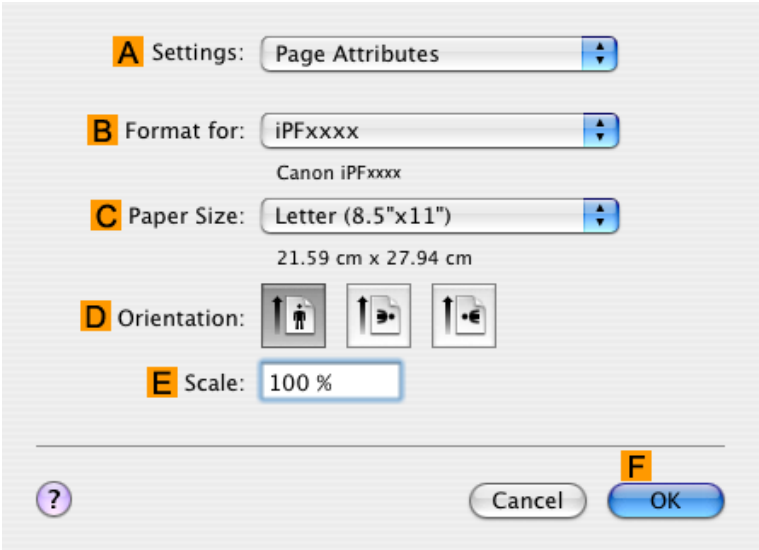 A Settings: Page Attributes
B Format for: iPFxxxx
Canon iPFxxxx
C Paper Size: Letter (8.5"x11")
21.59 cm x 27.94 cm
D Orientation:
E Scale: 100 %
F
? Cancel OK